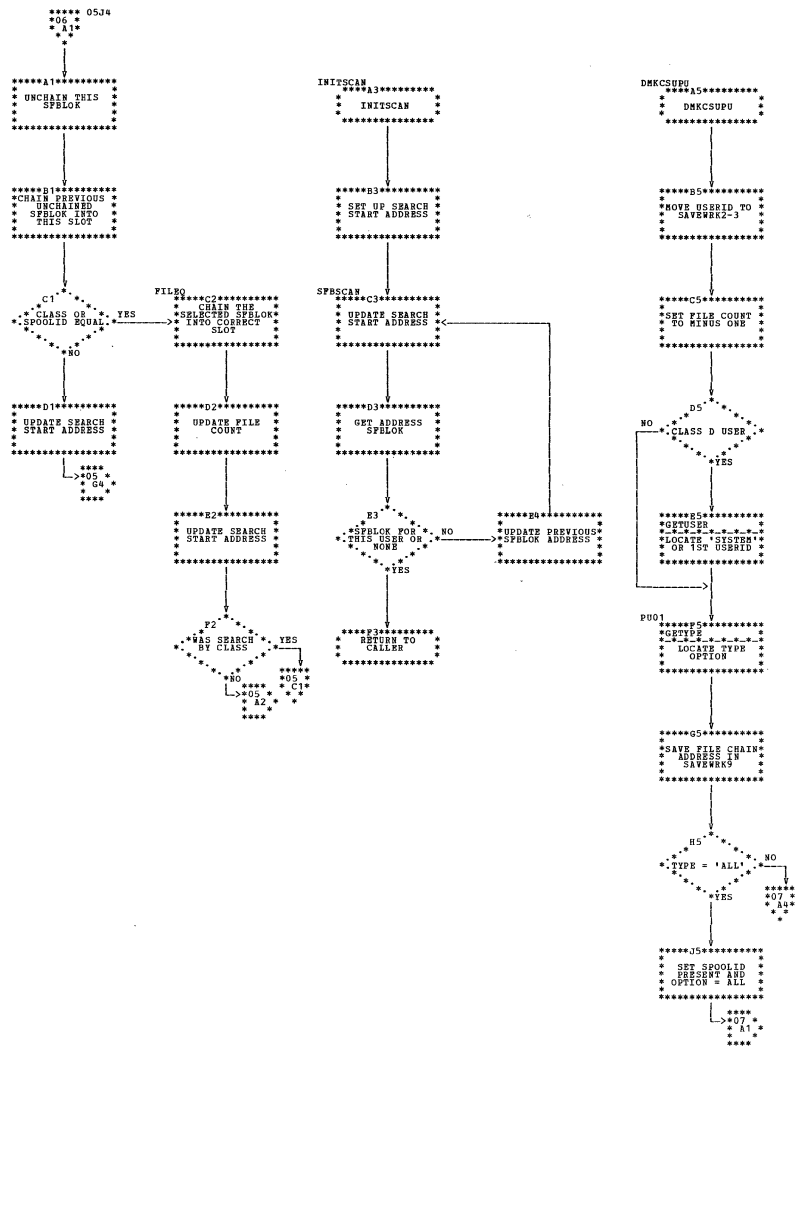 05J4
06
A1
A1
UNCHAIN THIS
SFBLOK
B1
CHAIN PREVIOUS
UNCHAINED
SFBLOK INTO
THIS SLOT
C1
CLASS OR
SPOOLID EQUAL
YES
NO
D1
UPDATE SEARCH
START ADDRESS
05
G4
FILEQ
C2
CHAIN THE
SELECTED SFBLOK
INTO CORRECT
SLOT
D2
UPDATE FILE
COUNT
E2
UPDATE SEARCH
START ADDRESS
F2
WAS SEARCH
BY CLASS
YES
05
C1
NO
05
A2
INITSCAN
A3
INITSCAN
B3
SET UP SEARCH
START ADDRESS
SFBSCAN
C3
UPDATE SEARCH
START ADDRESS
D3
GET ADDRESS
SFBLOK
E3
SFBLOK FOR
THIS USER OR
NONE
NO
YES
E4
UPDATE PREVIOUS
SFBLOK ADDRESS
F3
RETURN TO
CALLER
DMKCSUPU
A5
DMKCSUPU
B5
MOVE USERID TO
SAVEWRK2-3
C5
SET FILE COUNT
TO MINUS ONE
D5
NO
CLASS D USER
YES
E5
GETUSER
LOCATE 'SYSTEM'
OR 1ST USERID
PU01
F5
GETYPE
LOCATE TYPE
OPTION
G5
SAVE FILE CHAIN
ADDRESS IN
SAVEWRK9
H5
TYPE = 'ALL'
NO
07
A4
YES
J5
SET SPOOLID
PRESENT AND
OPTION = ALL
07
A1